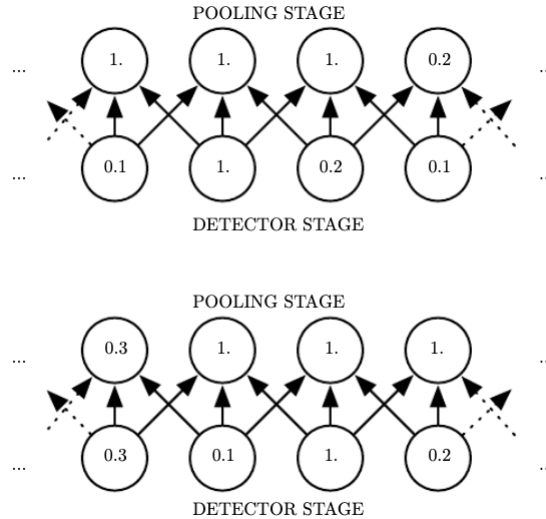 POOLING STAGE
... 1. 1. 1. 0.2 ...
... 0.1 1. 0.2 0.1 ...
DETECTOR STAGE
POOLING STAGE
... 0.3 1. 1. 1. ...
... 0.3 0.1 1. 0.2 ...
DETECTOR STAGE